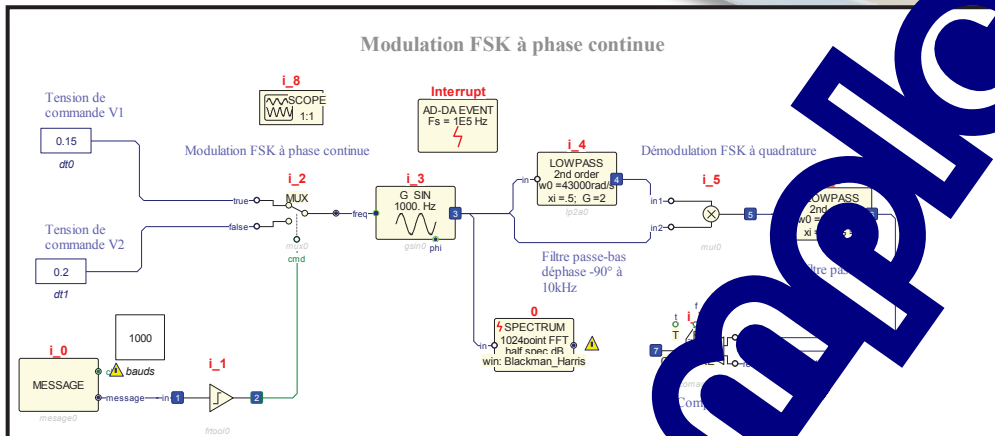 Modulation FSK à phase continue
i_8
SCOPE
1:1
Interrupt
AD-DA EVENT
Fs = 1E5 Hz
Tension de
commande V1
0.15
dt0
Modulation FSK à phase continue
i_2
MUX
true
false
mux0
cmd
i_3
G SIN
1000. Hz
freq
gsin0
phi
3
i_4
LOWPASS
2nd order
w0 =43000rad/s
xi =.5; G =2
in
4
lp2a0
Démodulation FSK à quadrature
i_5
in1
in2
mul0
5
LOWPASS
2nd
xi =
Tension de
commande V2
0.2
dt1
Filtre passe-bas
déphase -90° à
10kHz
0
SPECTRUM
1024point FFT
half spec dB
win: Blackman_Harris
in
1000
bauds
i_0
MESSAGE
message
mesage0
in
1
i_1
2
frtool0
t
f
T
7